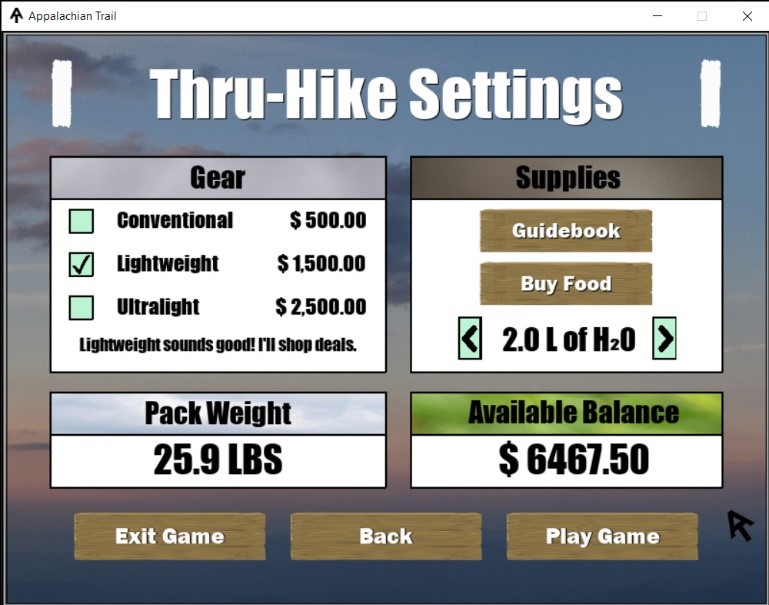 Appalachian Trail
Thru-Hike Settings
Gear
Conventional $ 500.00
Lightweight $ 1,500.00
Ultralight $ 2,500.00
Lightweight sounds good! I'll shop deals.
Supplies
Guidebook
Buy Food
< 2.0 L of H₂O >
Pack Weight
25.9 LBS
Available Balance
$ 6467.50
Exit Game
Back
Play Game